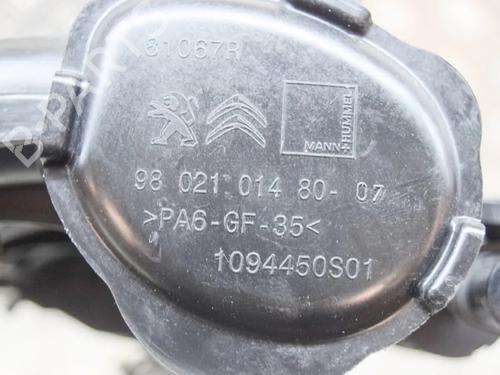 81067R
MANN+HUMMEL
98 021 014 80-07
>PA6-GF-35<
1094450S01